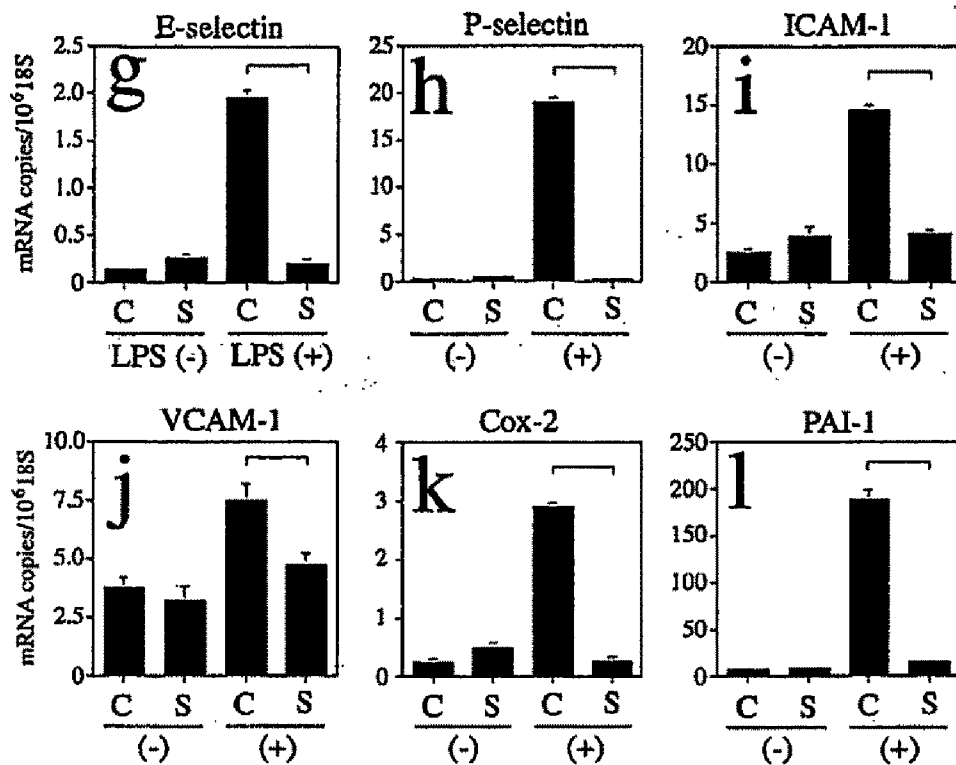 E-selectin P-selectin ICAM-1
g h i
mRNA copies/10⁶18S
2.5 25 20
2.0 20 15
1.5 15 10
1.0 10 5
0.5 5 0
0 0
C S C S C S C S C S C S
LPS (-) LPS (+) (-) (+) (-) (+)
VCAM-1 Cox-2 PAI-1
j k l
mRNA copies/10⁶18S
10.0 4 250
7.5 3 200
5.0 2 150
2.5 1 100
0 0 50
0
C S C S C S C S C S C S
(-) (+) (-) (+) (-) (+)